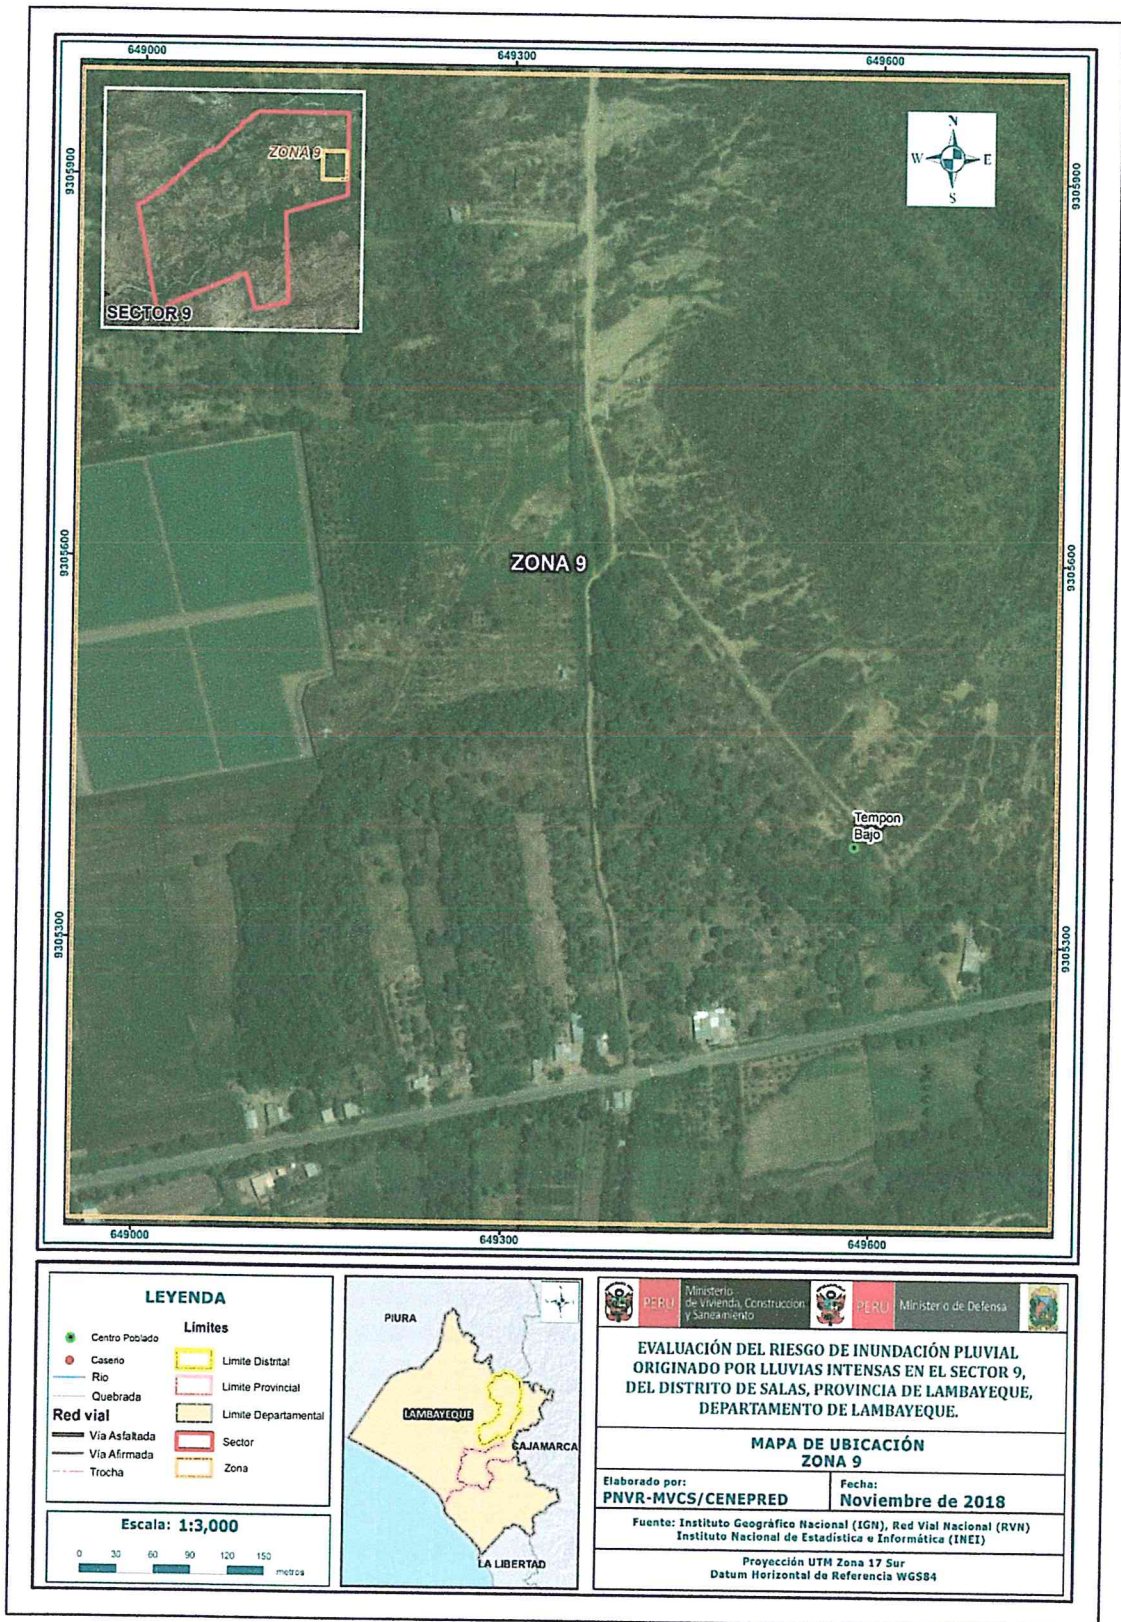 649000
649300
649600
9305900
9305900
ZONA 9
SECTOR 9
N
W
E
S
9305600
ZONA 9
9305600
Tempon
Bajo
9305300
9305300
649000
649300
649600
LEYENDA
Centro Poblado
Caserio
Rio
Quebrada
Red vial
Vía Asfaltada
Vía Afirmada
Trocha
Limites
Limite Distrital
Limite Provincial
Limite Departamental
Sector
Zona
Escala: 1:3,000
0 30 60 90 120 150
metros
PIURA
LAMBAYEQUE
CAJAMARCA
LA LIBERTAD
PERÚ
Ministerio
de Vivienda, Construcción
y Saneamiento
PERÚ
Ministerio de Defensa
EVALUACIÓN DEL RIESGO DE INUNDACIÓN PLUVIAL
ORIGINADO POR LLUVIAS INTENSAS EN EL SECTOR 9,
DEL DISTRITO DE SALAS, PROVINCIA DE LAMBAYEQUE,
DEPARTAMENTO DE LAMBAYEQUE.
MAPA DE UBICACIÓN
ZONA 9
Elaborado por:
PNVR-MVCS/CENEPRED
Fecha:
Noviembre de 2018
Fuente: Instituto Geográfico Nacional (IGN), Red Vial Nacional (RVN)
Instituto Nacional de Estadística e Informática (INEI)
Proyección UTM Zona 17 Sur
Datum Horizontal de Referencia WGS84